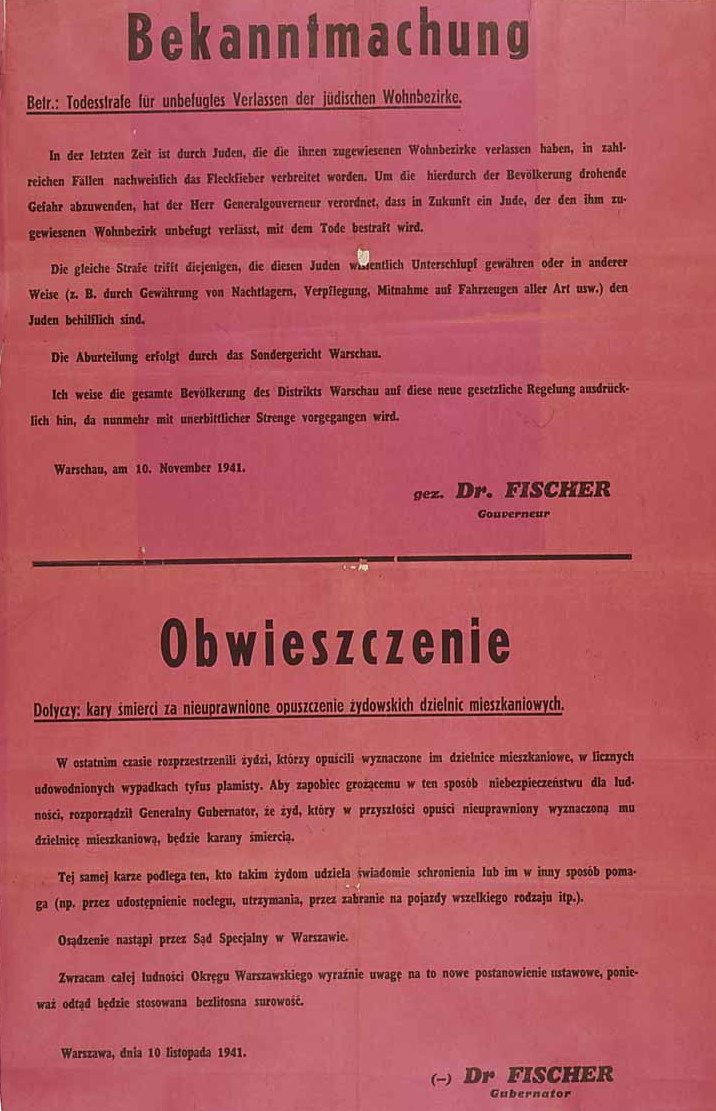 Bekanntmachung
Betr.: Todesstrafe für unbefugtes Verlassen der jüdischen Wohnbezirke.
In der letzten Zeit ist durch Juden, die die ihnen zugewiesenen Wohnbezirke verlassen haben, in zahl-
reichen Fällen nachweislich das Fleckfieber verbreitet worden. Um die hierdurch der Bevölkerung drohende
Gefahr abzuwenden, hat der Herr Generalgouverneur verordnet, dass in Zukunft ein Jude, der den ihm zu-
gewiesenen Wohnbezirk unbefugt verlässt, mit dem Tode bestraft wird.
Die gleiche Strafe trifft diejenigen, die diesen Juden wissentlich Unterschlupf gewähren oder in anderer
Weise (z. B. durch Gewährung von Nachtlagern, Verpflegung, Mitnahme auf Fahrzeugen aller Art usw.) den
Juden behilflich sind.
Die Aburteilung erfolgt durch das Sondergericht Warschau.
Ich weise die gesamte Bevölkerung des Distrikts Warschau auf diese neue gesetzliche Regelung ausdrück-
lich hin, da nunmehr mit unerbittlicher Strenge vorgegangen wird.
Warschau, am 10. November 1941.
gez. Dr. FISCHER
Gouverneur
Obwieszczenie
Dotyczy: kary śmierci za nieuprawnione opuszczenie żydowskich dzielnic mieszkaniowych.
W ostatnim czasie rozprzestrzenili żydzi, którzy opuścili wyznaczone im dzielnice mieszkaniowe, w licznych
udowodnionych wypadkach tyfus plamisty. Aby zapobiec grożącemu w ten sposób niebezpieczeństwu dla lud-
ności, rozporządził Generalny Gubernator, że żyd, który w przyszłości opuści nieuprawniony wyznaczoną mu
dzielnicę mieszkaniową, będzie karany śmiercią.
Tej samej karze podlega ten, kto takim żydom udziela świadomie schronienia lub im w inny sposób poma-
ga (np. przez udostępnienie noclegu, utrzymania, przez zabranie na pojazdy wszelkiego rodzaju itp.).
Osądzenie nastąpi przez Sąd Specjalny w Warszawie.
Zwracam całej ludności Okręgu Warszawskiego wyraźnie uwagę na to nowe postanowienie ustawowe, ponie-
waż odtąd będzie stosowana bezlitosna surowość.
Warszawa, dnia 10 listopada 1941.
(–) Dr FISCHER
Gubernator